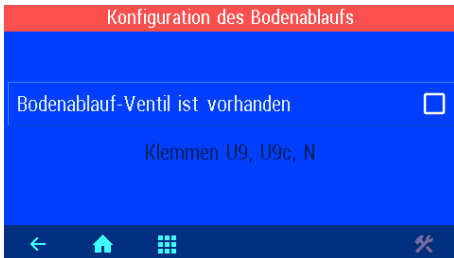 Konfiguration des Bodenablaufs
Bodenablauf-Ventil ist vorhanden
Klemmen U9, U9c, N